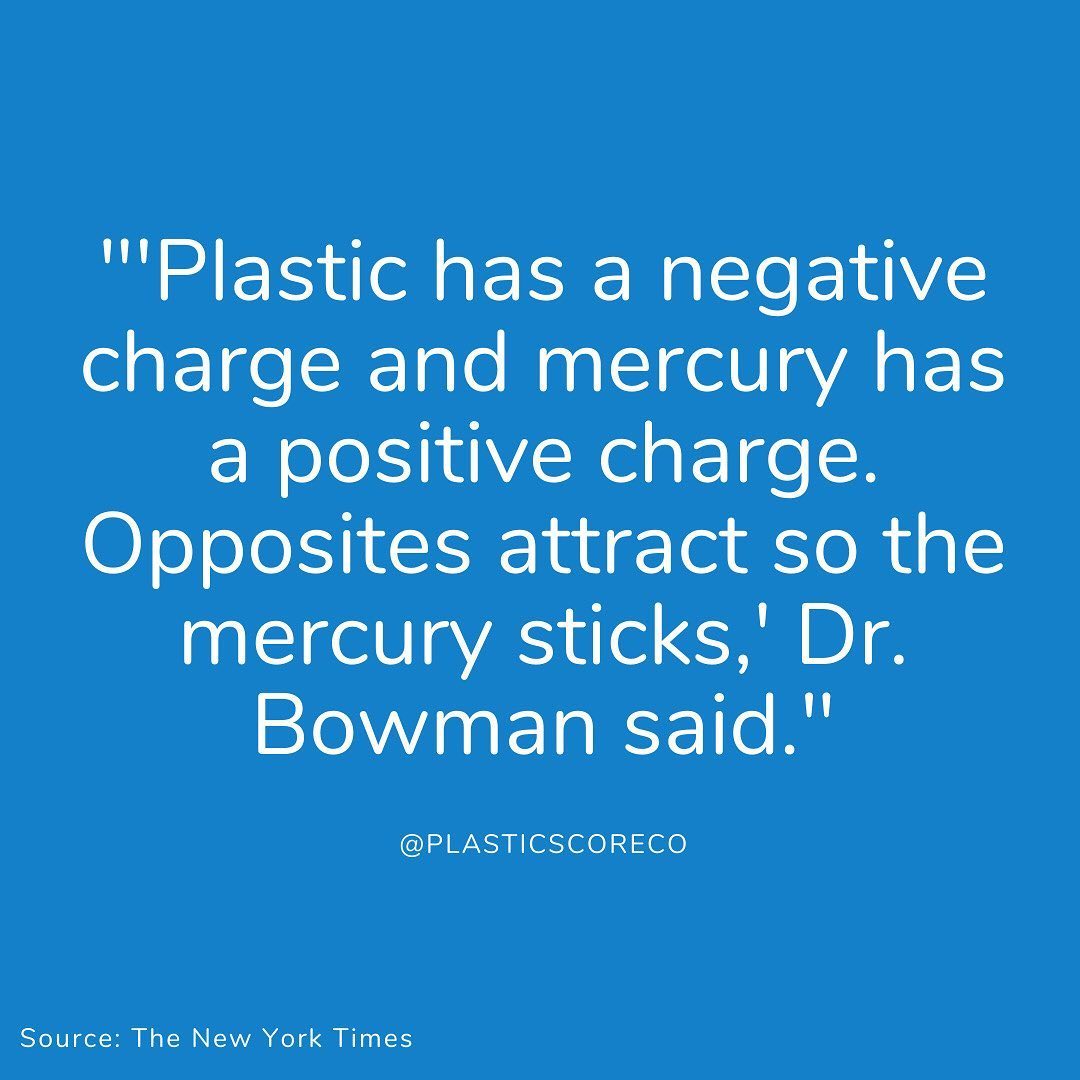 "'Plastic has a negative
charge and mercury has
a positive charge.
Opposites attract so the
mercury sticks,' Dr.
Bowman said."
@PLASTICSCORECO
Source: The New York Times